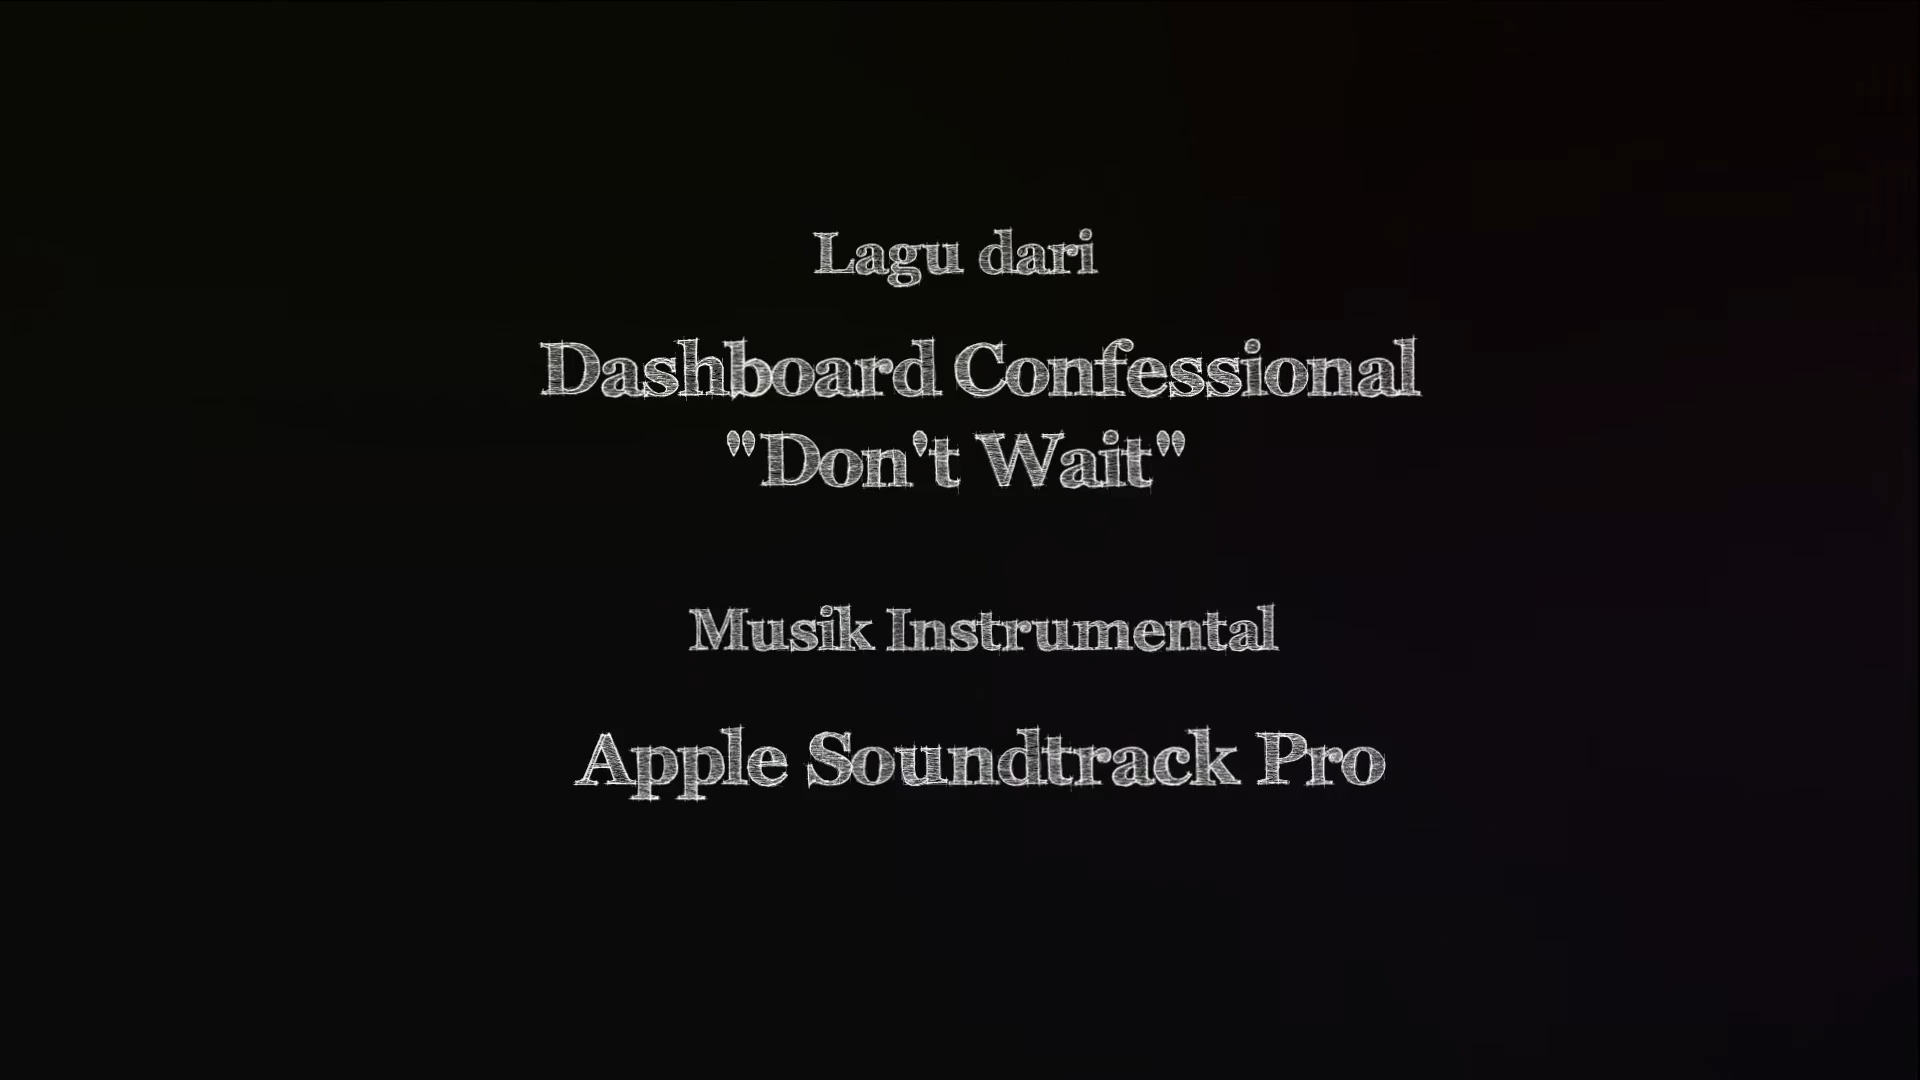 Lagu dari
Dashboard Confessional
"Don't Wait"
Musik Instrumental
Apple Soundtrack Pro